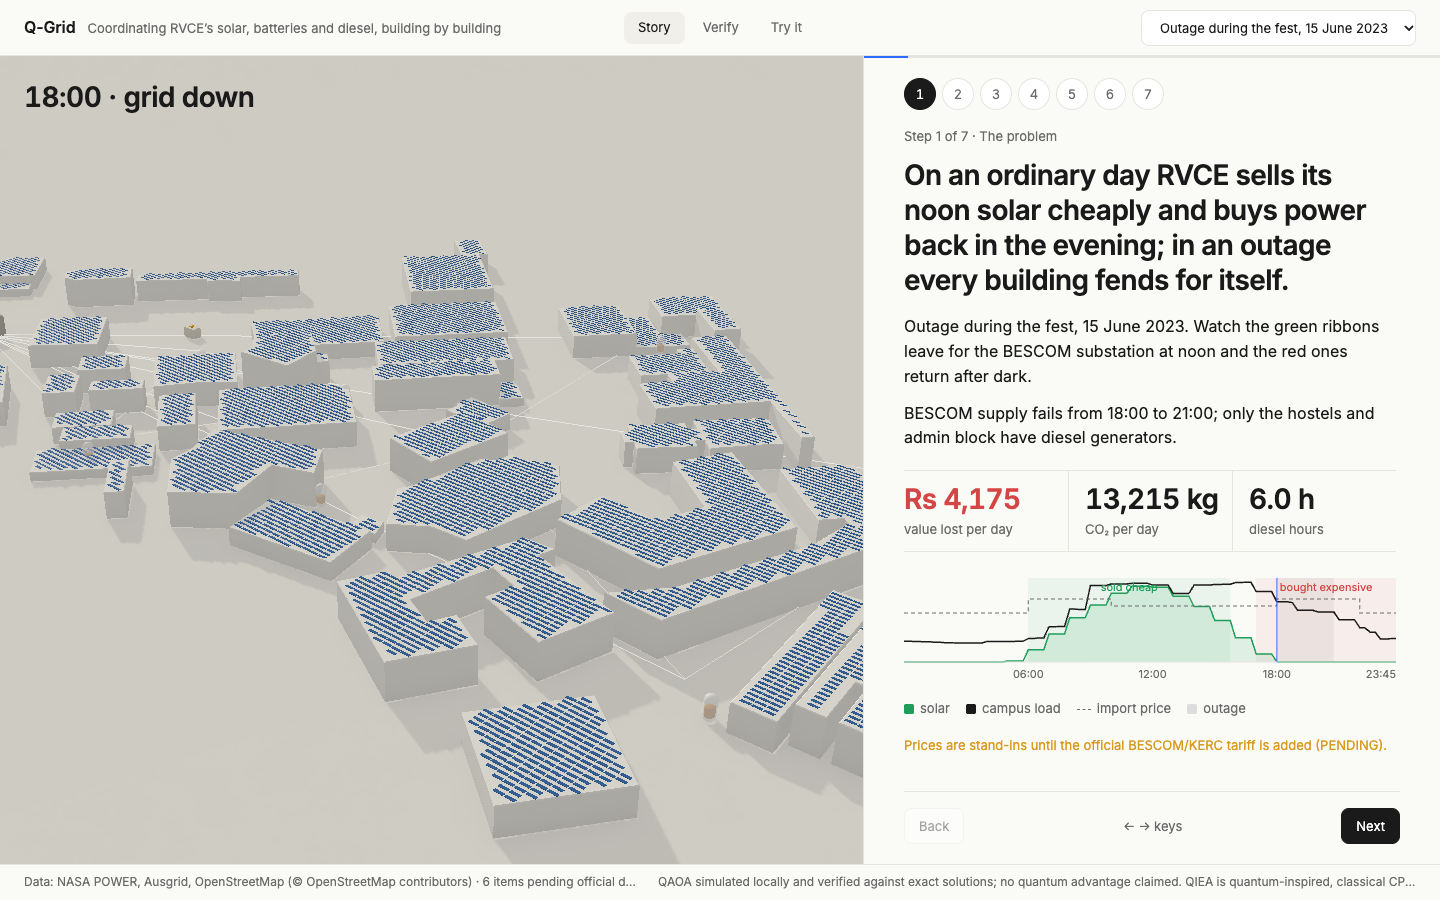 Q-Grid Coordinating RVCE's solar, batteries and diesel, building by building
Story Verify Try it
Outage during the fest, 15 June 2023
18:00 · grid down
1 2 3 4 5 6 7
Step 1 of 7 · The problem
On an ordinary day RVCE sells its
noon solar cheaply and buys power
back in the evening; in an outage
every building fends for itself.
Outage during the fest, 15 June 2023. Watch the green ribbons
leave for the BESCOM substation at noon and the red ones
return after dark.
BESCOM supply fails from 18:00 to 21:00; only the hostels and
admin block have diesel generators.
Rs 4,175 13,215 kg 6.0 h
value lost per day CO₂ per day diesel hours
sold cheap bought expensive
06:00 12:00 18:00 23:45
solar campus load import price outage
Prices are stand-ins until the official BESCOM/KERC tariff is added (PENDING).
Back ← → keys Next
Data: NASA POWER, Ausgrid, OpenStreetMap (© OpenStreetMap contributors) · 6 items pending official d... QAOA simulated locally and verified against exact solutions; no quantum advantage claimed. QIEA is quantum-inspired, classical CP...